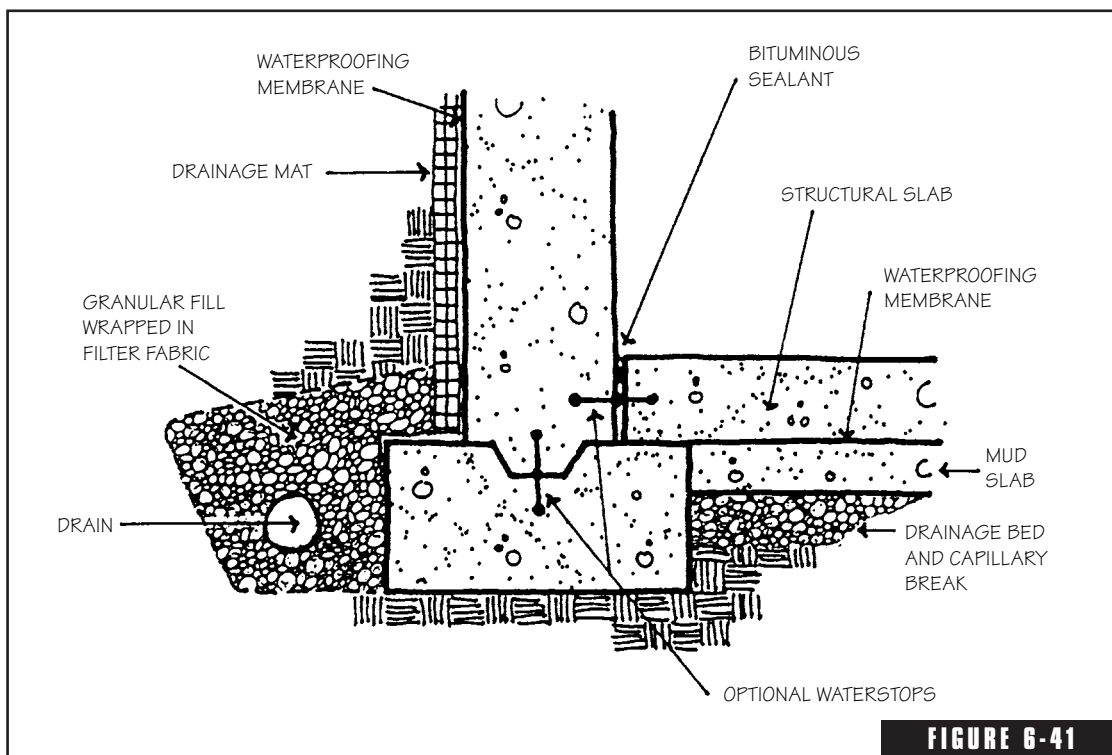 WATERPROOFING
MEMBRANE
BITUMINOUS
SEALANT
DRAINAGE MAT
STRUCTURAL SLAB
WATERPROOFING
MEMBRANE
GRANULAR FILL
WRAPPED IN
FILTER FABRIC
MUD
SLAB
DRAIN
DRAINAGE BED
AND CAPILLARY
BREAK
OPTIONAL WATERSTOPS
FIGURE 6-41